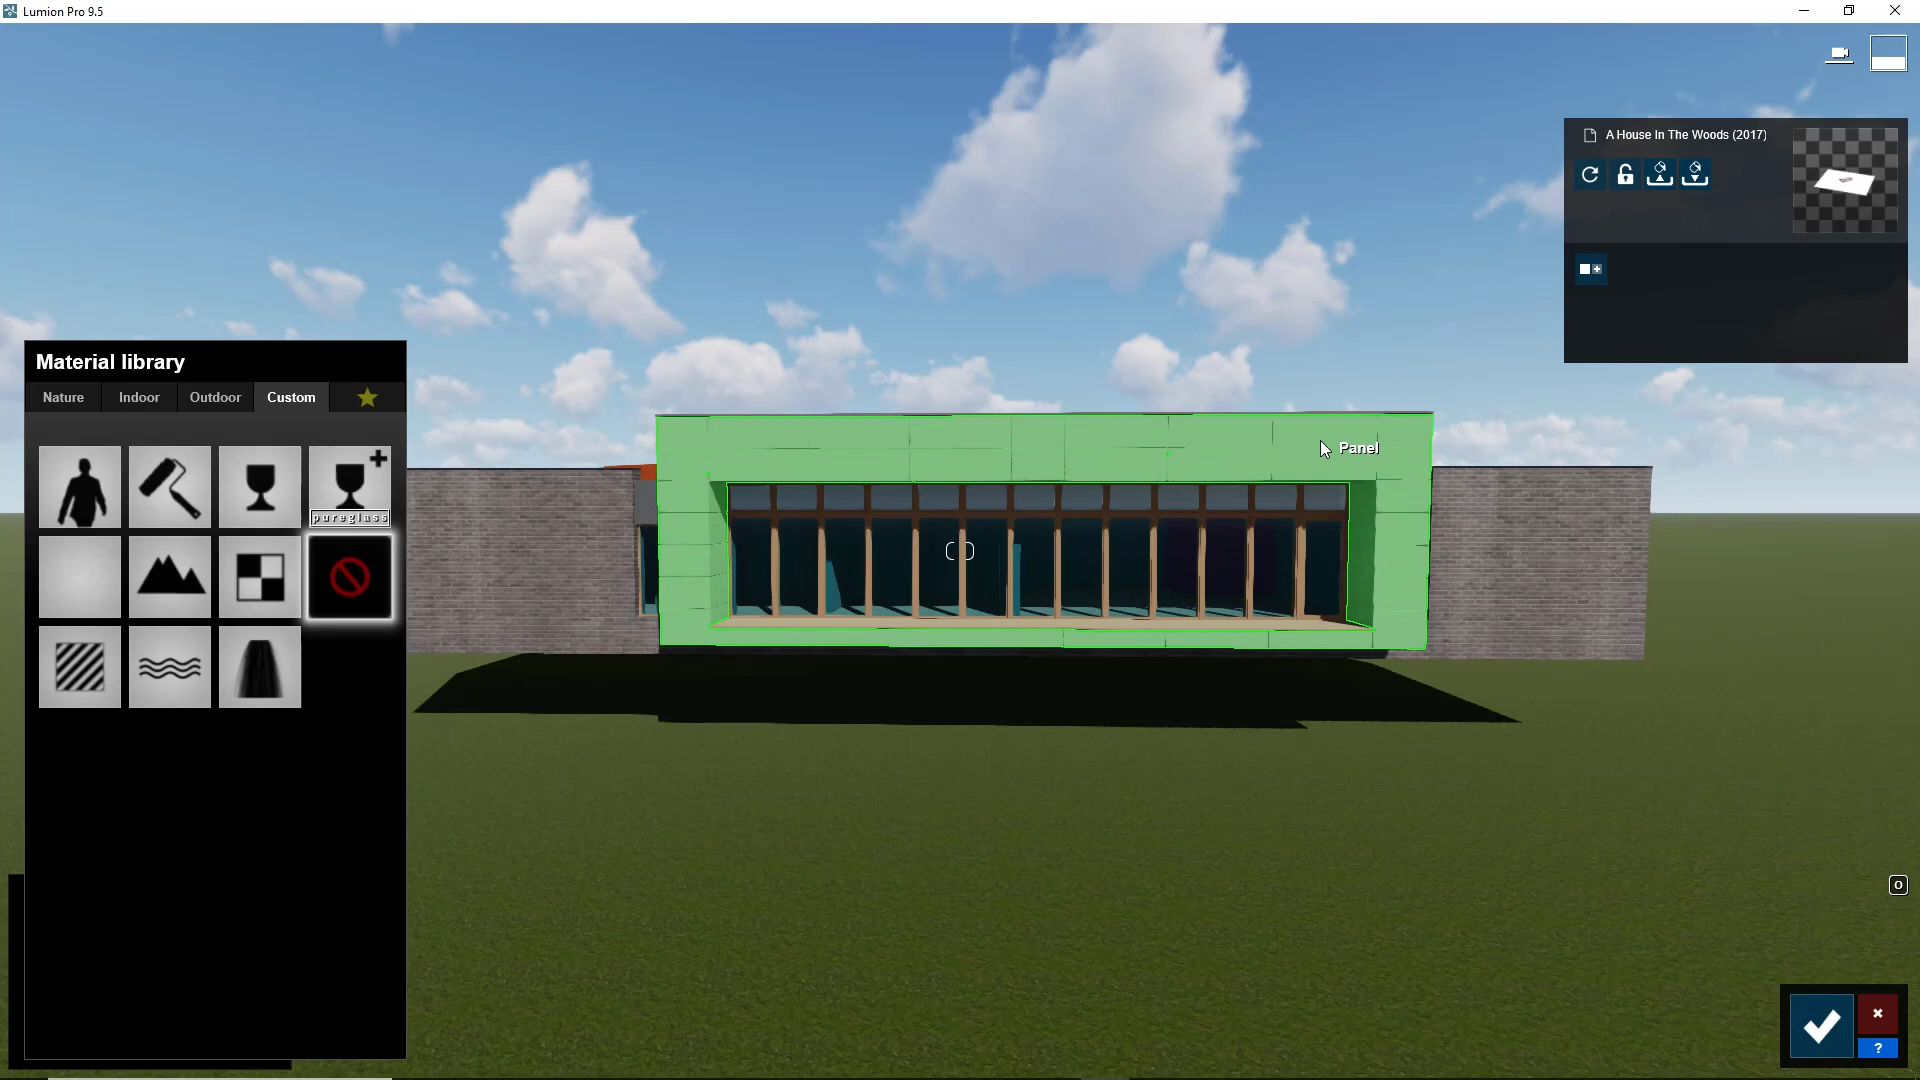 Lumion Pro 9.5
A House In The Woods (2017)
Material library
Nature
Indoor
Outdoor
Custom
pureglass
Panel
O
?